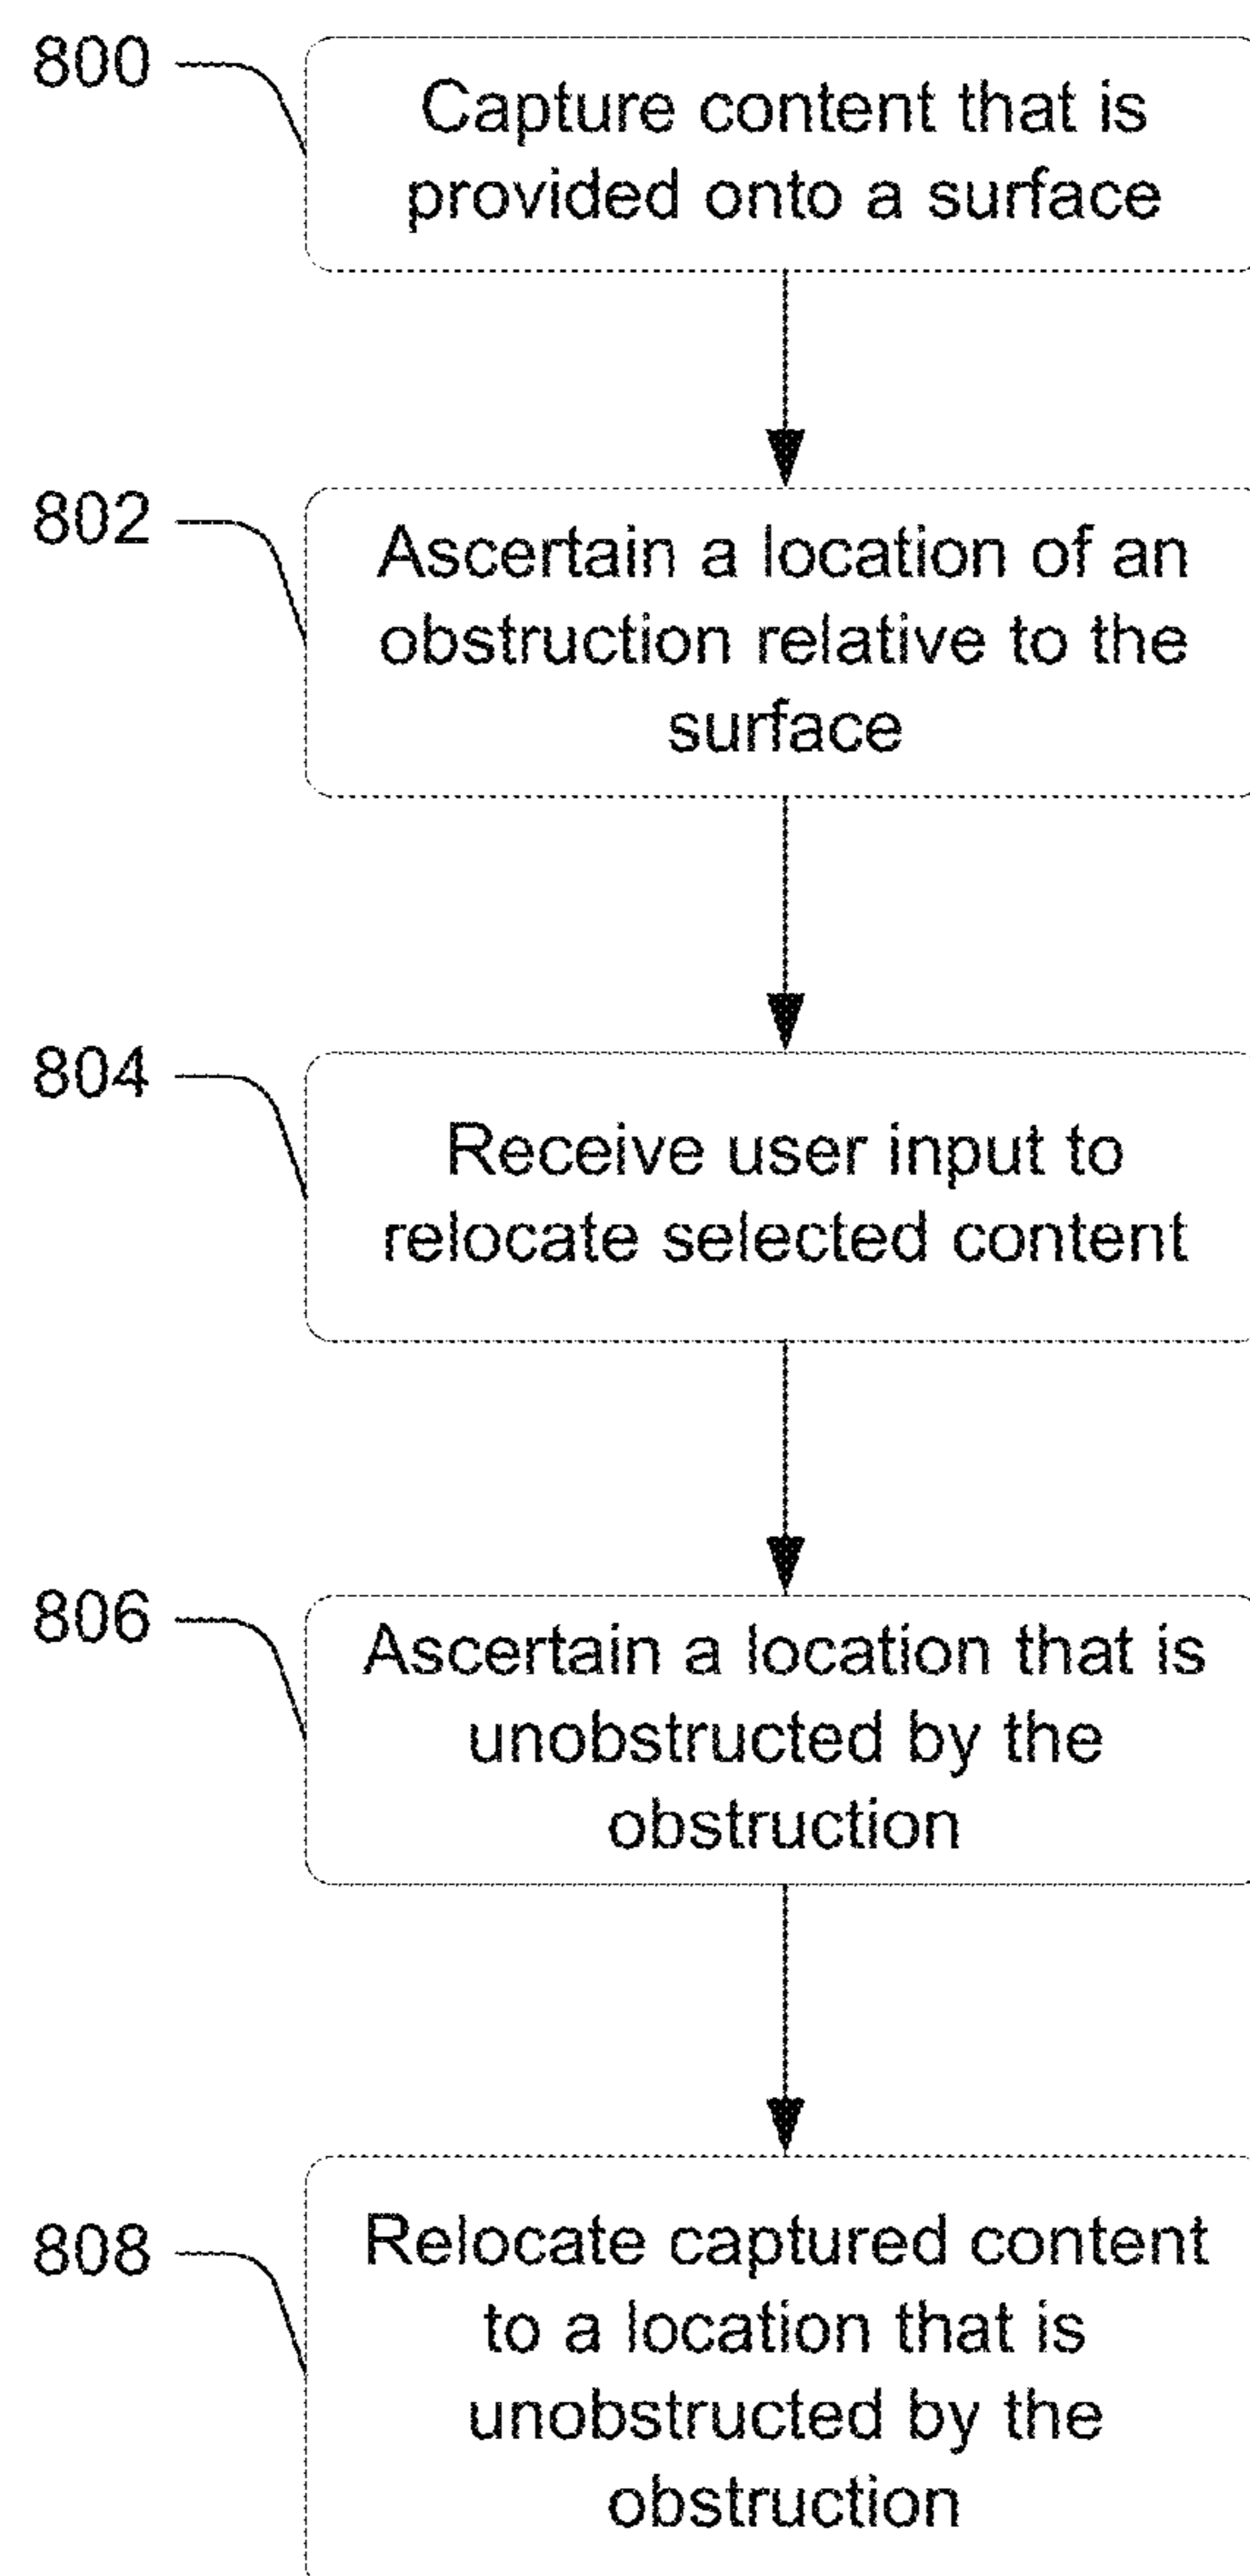 800
Capture content that is
provided onto a surface
802
Ascertain a location of an
obstruction relative to the
surface
804
Receive user input to
relocate selected content
806
Ascertain a location that is
unobstructed by the
obstruction
808
Relocate captured content
to a location that is
unobstructed by the
obstruction